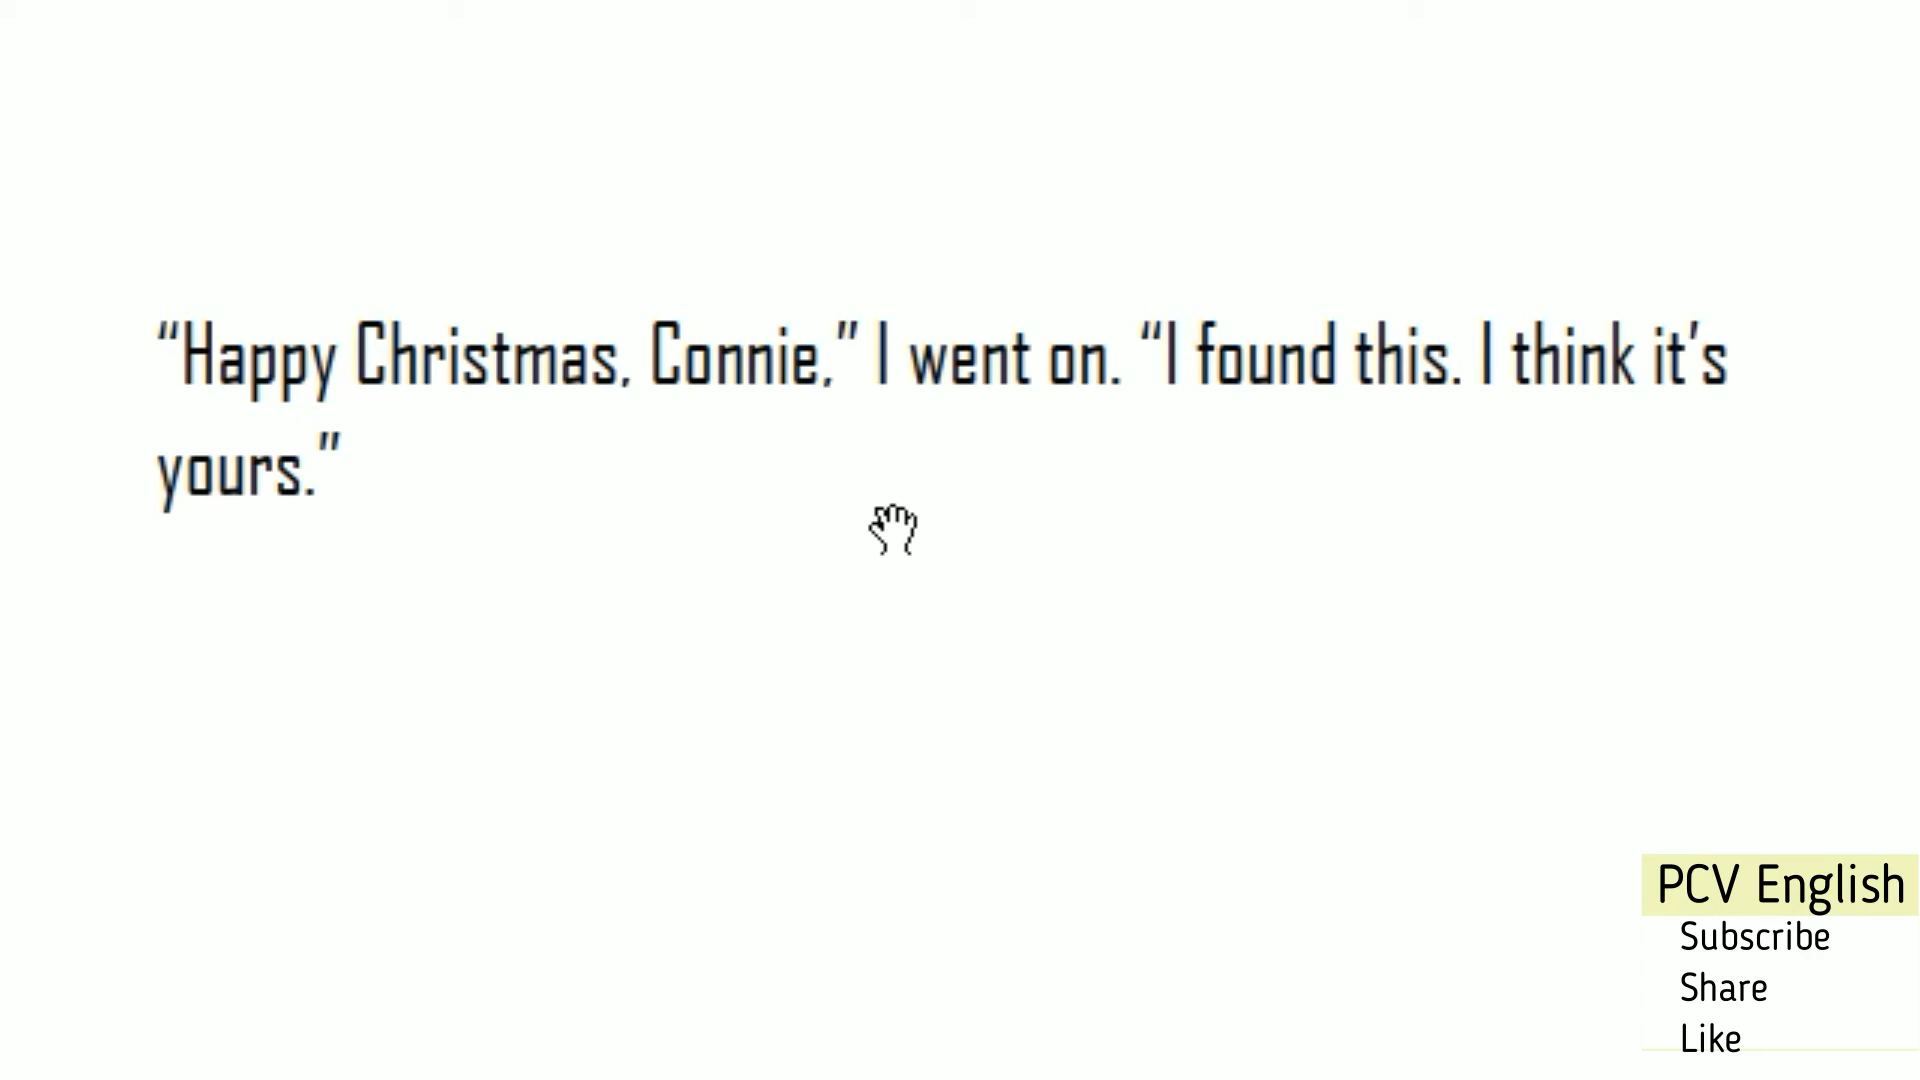 “Happy Christmas, Connie,” I went on. “I found this. I think it’s
yours.”
PCV English
Subscribe
Share
Like